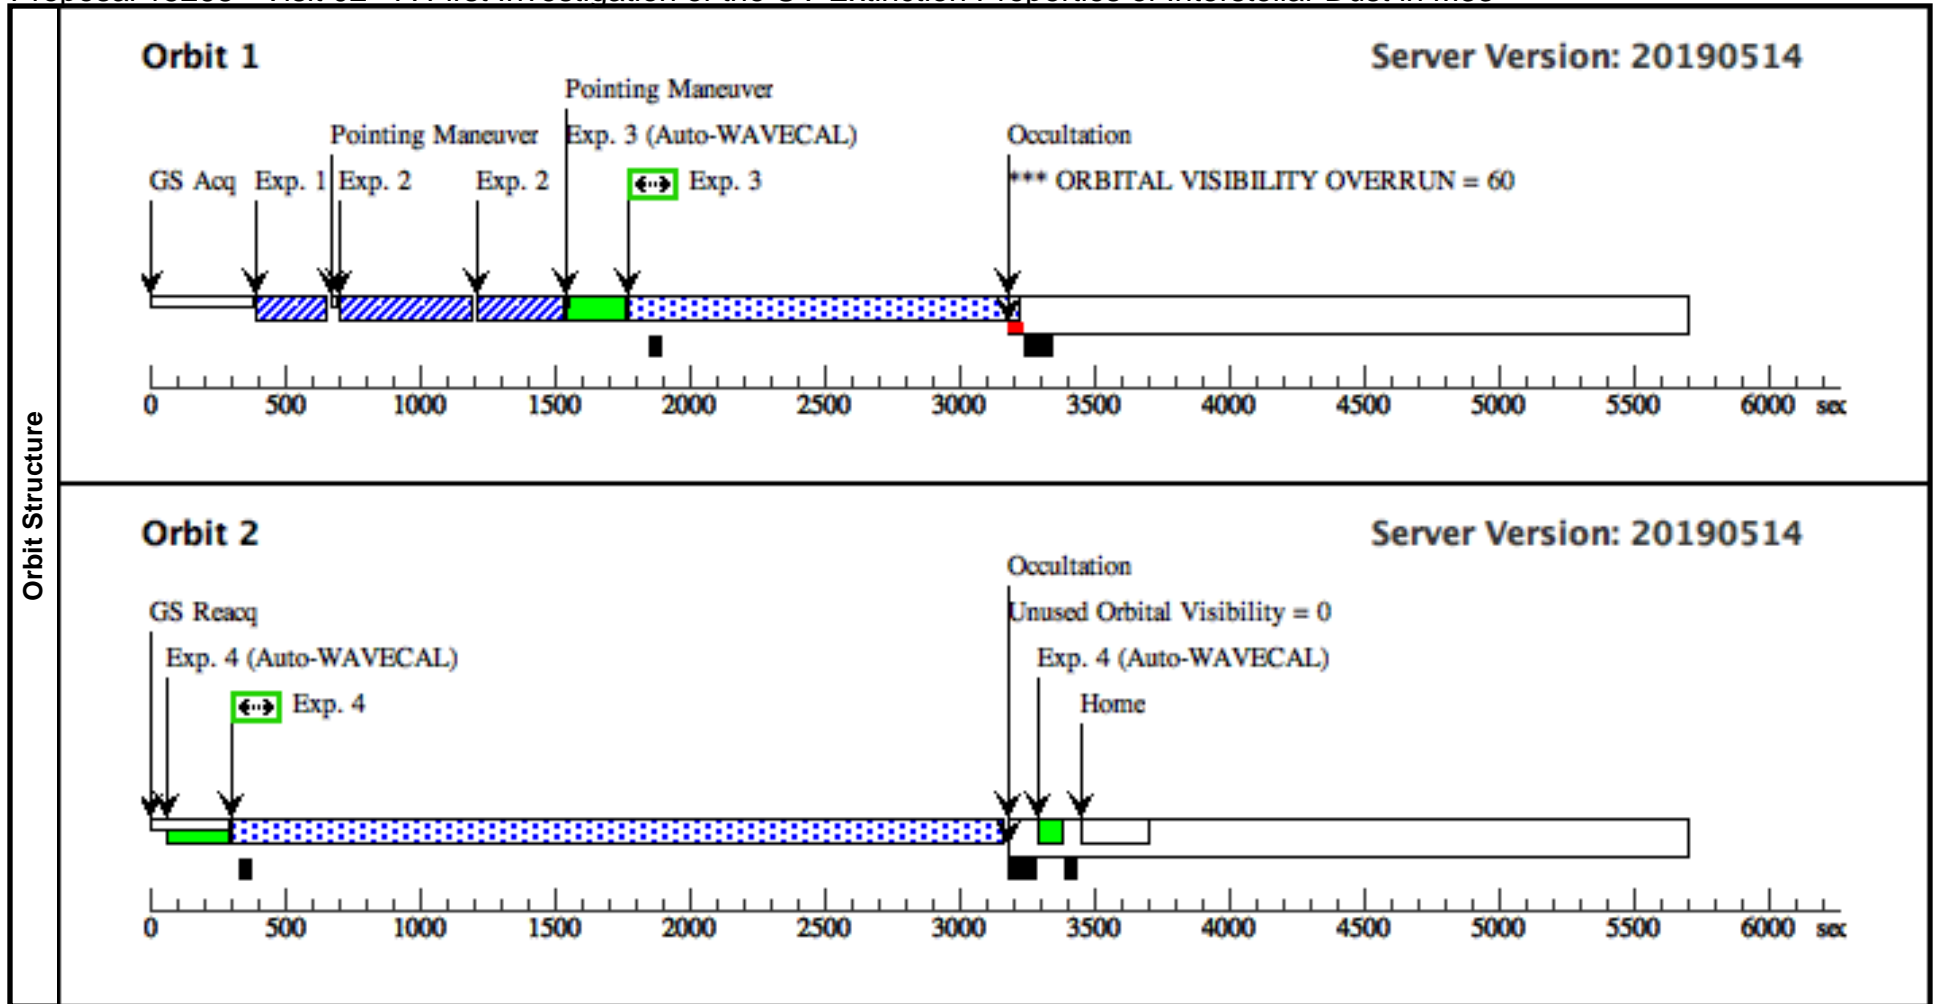 Orbit Structure
Orbit 1
Server Version: 20190514
Pointing Maneuver
Pointing Maneuver Exp. 3 (Auto-WAVECAL) Occultation
GS Acq Exp. 1 Exp. 2 Exp. 2 Exp. 3 *** ORBITAL VISIBILITY OVERRUN = 60
0 500 1000 1500 2000 2500 3000 3500 4000 4500 5000 5500 6000 sec
Orbit 2
Server Version: 20190514
Occultation
GS Reacq Unused Orbital Visibility = 0
Exp. 4 (Auto-WAVECAL) Exp. 4 (Auto-WAVECAL)
Exp. 4 Home
0 500 1000 1500 2000 2500 3000 3500 4000 4500 5000 5500 6000 sec